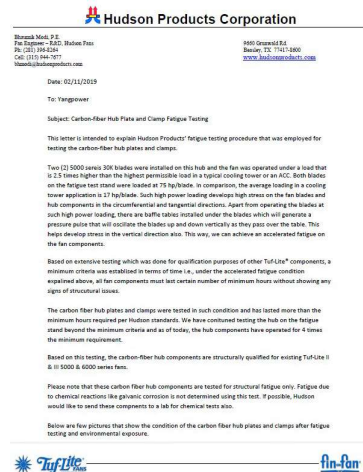 Hudson Products Corporation
Bhaumik Modi, P.E.
Fan Engineer – R&D, Hudson Fans
Ph: (281) 396-8264
Cell: (315) 944-7677
bhmodi@hudsonproducts.com
9660 Grunwald Rd.
Beasley, TX 77417-8600
www.hudsonproducts.com
Date: 02/11/2019
To: Yangpower
Subject: Carbon-fiber Hub Plate and Clamp Fatigue Testing
This letter is intended to explain Hudson Products' fatigue testing procedure that was employed for
testing the carbon-fiber hub plates and clamps.
Two (2) 5000 sereis 30K blades were installed on this hub and the fan was operated under a load that
is 2.5 times higher than the highest permissible load in a typical cooling tower or an ACC. Both blades
on the fatigue test stand were loaded at 75 hp/blade. In comparison, the average loading in a cooling
tower application is 17 hp/blade. Such high power loading develops high stress on the fan blades and
hub components in the circumferential and tangential directions. Apart from operating the blades at
such high power loading, there are baffle tables installed under the blades which will generate a
pressure pulse that will oscillate the blades up and down vertically as they pass over the table. This
helps develop stress in the vertical direction also. This way, we can achieve an accelerated fatigue on
the fan components.
Based on extensive testing which was done for qualification purposes of other Tuf-Lite® components, a
minimum criteria was establised in terms of time i.e., under the accelerated fatigue condition
expalined above, all fan components must last certain number of minimum hours without showing any
signs of strucutural issues.
The carbon fiber hub plates and clamps were tested in such condition and has lasted more than the
minimum hours required per Hudson standards. We have conitunued testing the hub on the fatigue
stand beyond the minimum criteria and as of today, the hub components have operated for 4 times
the minimum requirement.
Based on this testing, the carbon-fiber hub components are structurally qualified for existing Tuf-Lite II
& III 5000 & 6000 series fans.
Please note that these carbon fiber hub components are tested for structural fatigue only. Fatigue due
to chemical reactions like galvanic corrosion is not determined using this test. If possible, Hudson
would like to send these compoents to a lab for chemical tests also.
Below are few pictures that show the condition of the carbon fiber hub plates and clamps after fatigue
testing and environmental exposure.
Tuf-Lite FANS
fin-fan